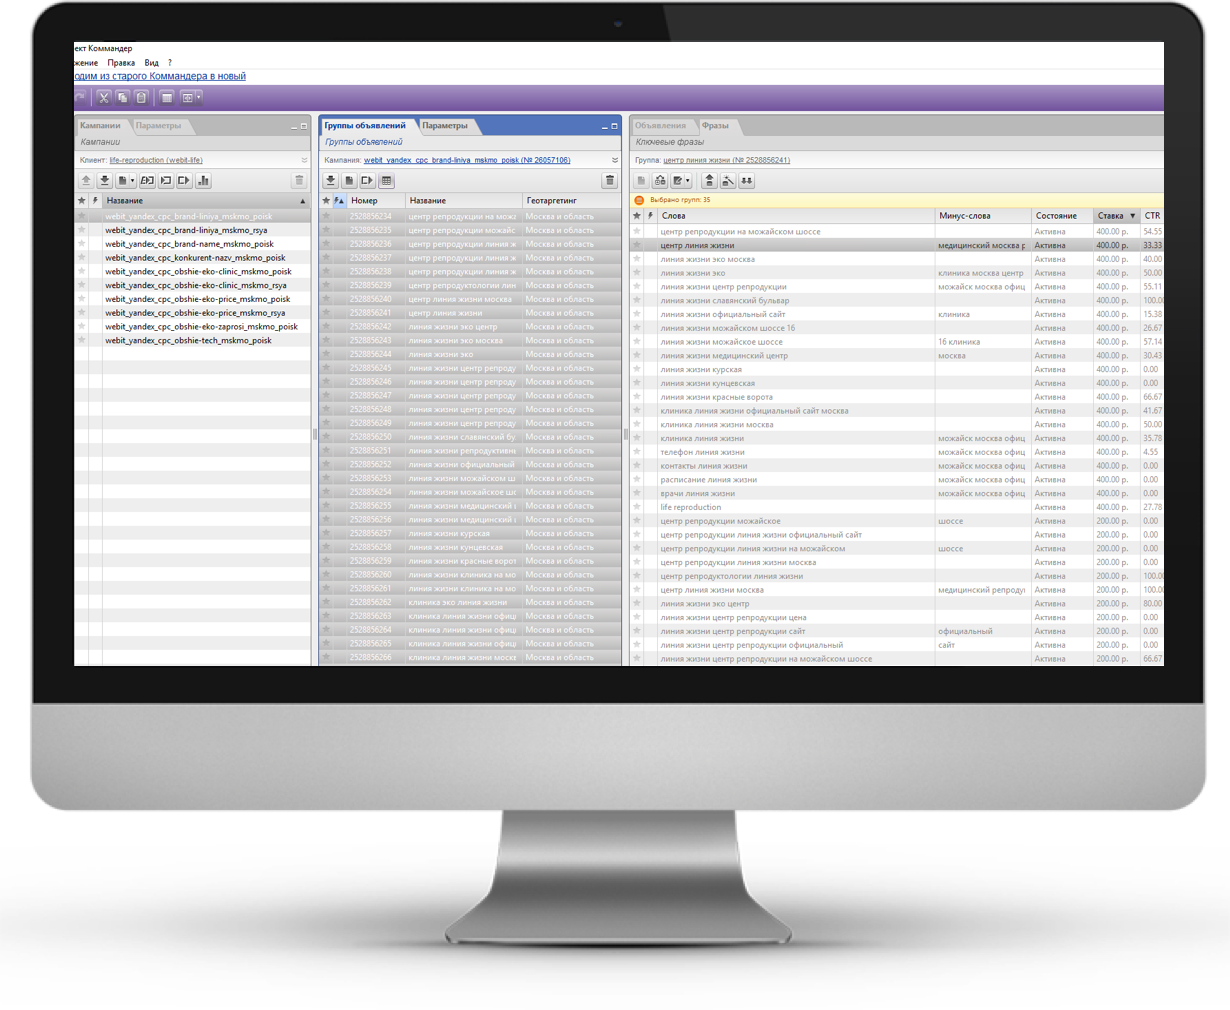 ект Коммандер
жение Правка Вид ?
одим из старого Коммандера в новый
Кампании Параметры
Кампании
Клиент: life-reproduction (webit-life)
Название
webit_yandex_cpc_brand-liniya_mskmo_poisk
webit_yandex_cpc_brand-liniya_mskmo_rsya
webit_yandex_cpc_brand-name_mskmo_poisk
webit_yandex_cpc_konkurent-nazv_mskmo_poisk
webit_yandex_cpc_obshie-eko-clinic_mskmo_poisk
webit_yandex_cpc_obshie-eko-clinic_mskmo_rsya
webit_yandex_cpc_obshie-eko-price_mskmo_poisk
webit_yandex_cpc_obshie-eko-price_mskmo_rsya
webit_yandex_cpc_obshie-eko-zaprosi_mskmo_poisk
webit_yandex_cpc_obshie-tech_mskmo_poisk
Группы объявлений Параметры
Группы объявлений
Кампания: webit_yandex_cpc_brand-liniya_mskmo_poisk (№ 26057106)
Номер Название Геотаргетинг
2528856234 центр репродукции на можа Москва и область
2528856235 центр репродукции можайс Москва и область
2528856236 центр репродукции линия ж Москва и область
2528856237 центр репродукции линия ж Москва и область
2528856238 центр репродукции линия ж Москва и область
2528856239 центр репродуктологии лин Москва и область
2528856240 центр линия жизни москва Москва и область
2528856241 центр линия жизни Москва и область
2528856242 линия жизни эко центр Москва и область
2528856243 линия жизни эко москва Москва и область
2528856244 линия жизни эко Москва и область
2528856245 линия жизни центр репроду Москва и область
2528856246 линия жизни центр репроду Москва и область
2528856247 линия жизни центр репроду Москва и область
2528856248 линия жизни центр репроду Москва и область
2528856249 линия жизни центр репроду Москва и область
2528856250 линия жизни славянский бу. Москва и область
2528856251 линия жизни репродуктивн Москва и область
2528856252 линия жизни официальный Москва и область
2528856253 линия жизни можайском ш Москва и область
2528856254 линия жизни можайское шо Москва и область
2528856255 линия жизни медицинский Москва и область
2528856256 линия жизни медицинский Москва и область
2528856257 линия жизни курская Москва и область
2528856258 линия жизни кунцевская Москва и область
2528856259 линия жизни красные ворот Москва и область
2528856260 линия жизни клиника на мо Москва и область
2528856261 линия жизни клиника на мо Москва и область
2528856262 клиника эко линия жизни Москва и область
2528856263 клиника линия жизни офиц Москва и область
2528856264 клиника линия жизни офиц Москва и область
2528856265 клиника линия жизни офиц Москва и область
2528856266 клиника линия жизни москв Москва и область
Объявления Фразы
Ключевые фразы
Группа: центр линия жизни (№ 2528856241)
Выбрано групп: 35
Слова Минус-слова Состояние Ставка ▼ CTR
центр репродукции на можайском шоссе Активна 400.00 р. 54.55
центр линия жизни медицинский москва р Активна 400.00 р. 33.33
линия жизни эко москва Активна 400.00 р. 40.00
линия жизни эко клиника москва центр Активна 400.00 р. 50.00
линия жизни центр репродукции можайск москва офиц Активна 400.00 р. 55.11
линия жизни славянский бульвар Активна 400.00 р. 100.00
линия жизни официальный сайт клиника Активна 400.00 р. 15.38
линия жизни можайском шоссе 16 Активна 400.00 р. 26.67
линия жизни можайское шоссе 16 клиника Активна 400.00 р. 57.14
линия жизни медицинский центр москва Активна 400.00 р. 30.43
линия жизни курская Активна 400.00 р. 0.00
линия жизни кунцевская Активна 400.00 р. 0.00
линия жизни красные ворота Активна 400.00 р. 66.67
клиника линия жизни официальный сайт москва Активна 400.00 р. 41.67
клиника линия жизни москва Активна 400.00 р. 50.00
клиника линия жизни можайск москва офиц Активна 400.00 р. 35.78
телефон линия жизни можайск москва офиц Активна 400.00 р. 4.55
контакты линия жизни можайск москва офиц Активна 400.00 р. 0.00
расписание линия жизни можайск москва офиц Активна 400.00 р. 0.00
врачи линия жизни можайск москва офиц Активна 400.00 р. 0.00
life reproduction Активна 400.00 р. 27.78
центр репродукции можайское шоссе Активна 200.00 р. 0.00
центр репродукции линия жизни официальный сайт Активна 200.00 р. 0.00
центр репродукции линия жизни на можайском шоссе Активна 200.00 р. 0.00
центр репродукции линия жизни москва Активна 200.00 р. 0.00
центр репродуктологии линия жизни Активна 200.00 р. 100.00
центр линия жизни москва медицинский репроду Активна 200.00 р. 100.00
линия жизни эко центр Активна 200.00 р. 80.00
линия жизни центр репродукции цена Активна 200.00 р. 0.00
линия жизни центр репродукции сайт официальный Активна 200.00 р. 0.00
линия жизни центр репродукции официальный сайт Активна 200.00 р. 0.00
линия жизни центр репродукции на можайском шоссе Активна 200.00 р. 66.67